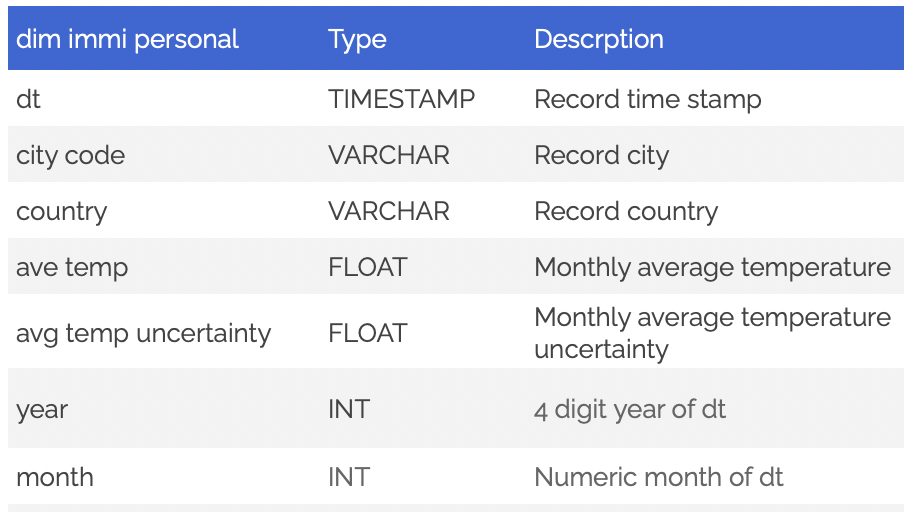 dim immi personal Type Descrption
dt TIMESTAMP Record time stamp
city code VARCHAR Record city
country VARCHAR Record country
ave temp FLOAT Monthly average temperature
avg temp uncertainty FLOAT Monthly average temperature
uncertainty
year INT 4 digit year of dt
month INT Numeric month of dt